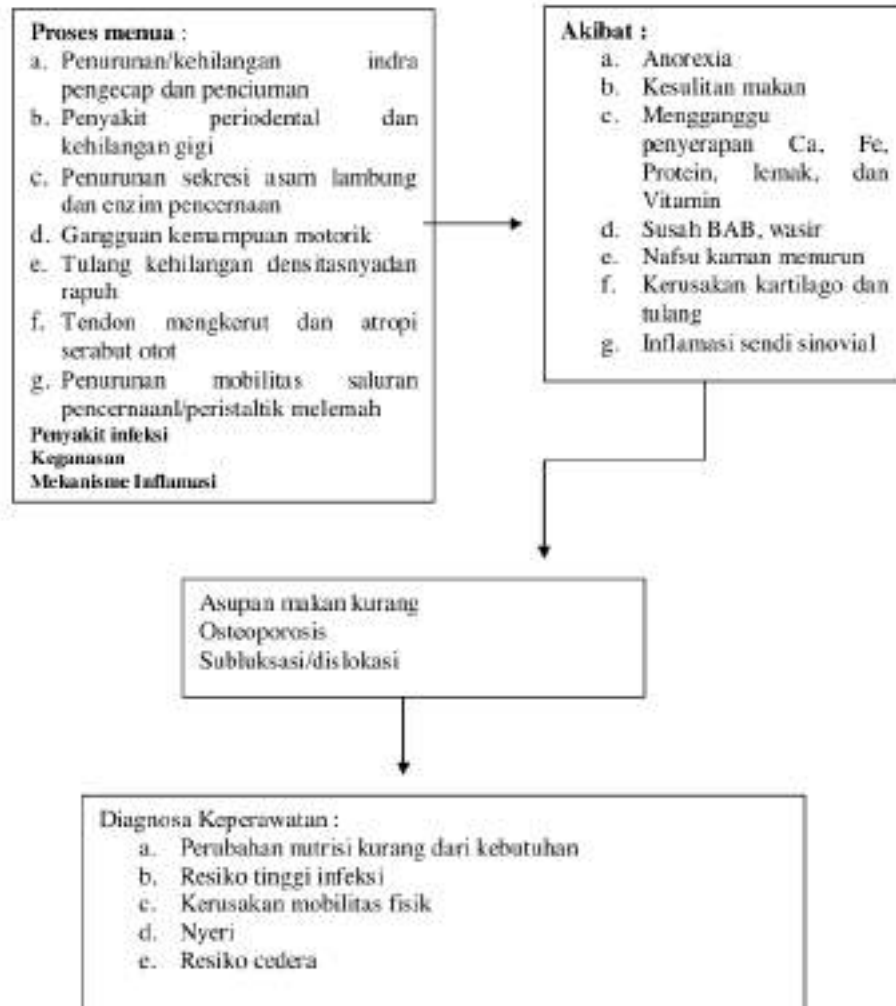 Proses menua :
a. Penurunan/kehilangan indra
pengecap dan penciuman
b. Penyakit periodental dan
kehilangan gigi
c. Penurunan sekresi asam lambung
dan enzim pencernaan
d. Gangguan kemampuan motorik
e. Tulang kehilangan densitasnyadan
rapuh
f. Tendon mengkerut dan atropi
serabut otot
g. Penurunan mobilitas saluran
pencernaanl/peristaltik melemah
Penyakit infeksi
Keganasan
Mekanisme Inflamasi
Akibat :
a. Anorexia
b. Kesulitan makan
c. Mengganggu
penyerapan Ca, Fe,
Protein, lemak, dan
Vitamin
d. Susah BAB, wasir
e. Nafsu kaman menurun
f. Kerusakan kartilago dan
tulang
g. Inflamasi sendi sinovial
Asupan makan kurang
Osteoporosis
Subluksasi/dislokasi
Diagnosa Keperawatan :
a. Perubahan nutrisi kurang dari kebutuhan
b. Resiko tinggi infeksi
c. Kerusakan mobilitas fisik
d. Nyeri
e. Resiko cedera